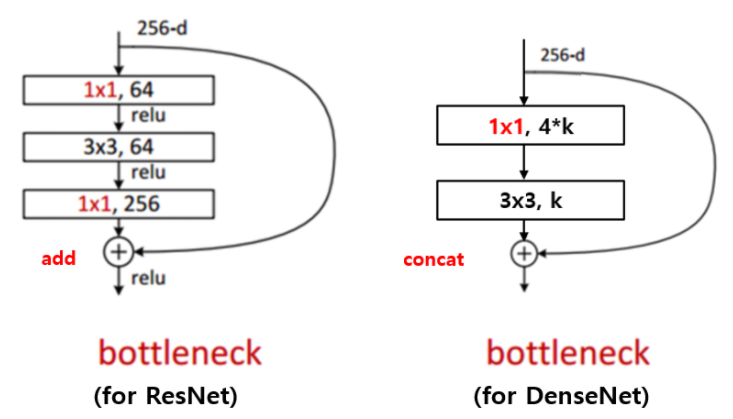 256-d
1x1, 64
relu
3x3, 64
relu
1x1, 256
add
relu
bottleneck
(for ResNet)
256-d
1x1, 4*k
3x3, k
concat
bottleneck
(for DenseNet)